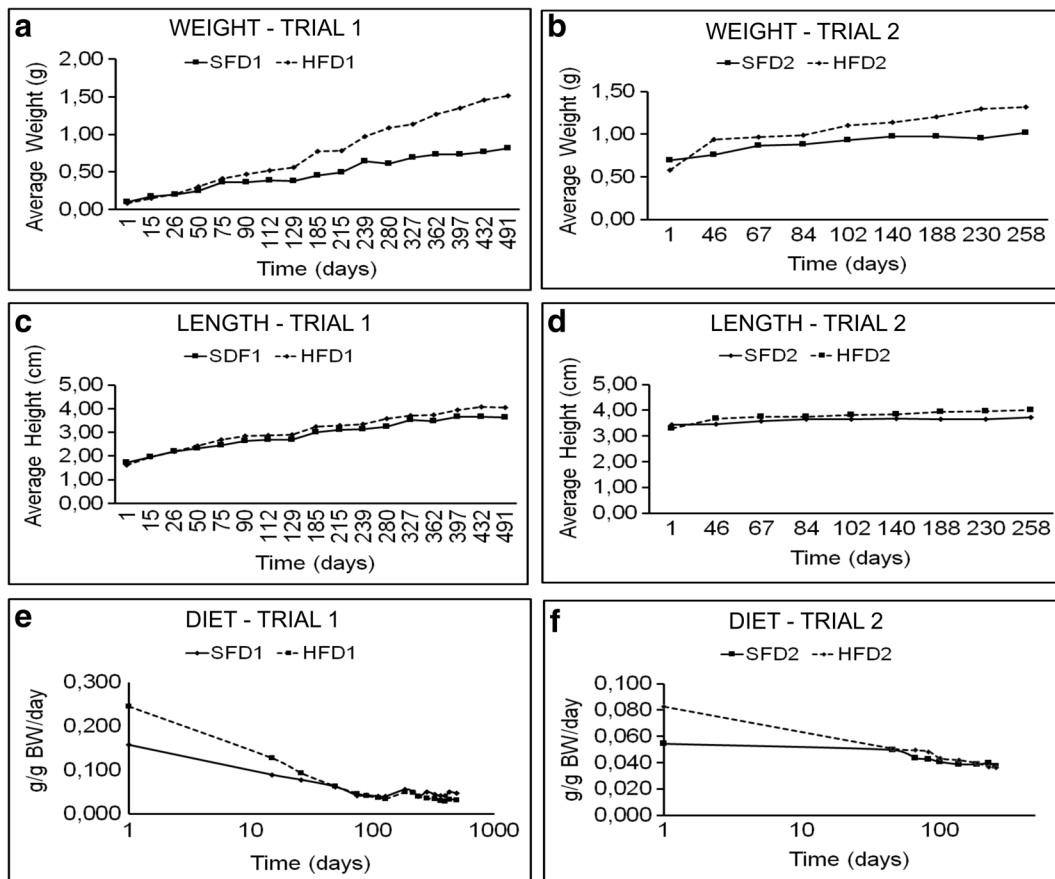 a
WEIGHT - TRIAL 1
SFD1 HFD1
Average Weight (g)
2,00
1,50
1,00
0,50
0,00
1 15 26 50 75 90 112 129 185 215 239 280 327 362 397 432 491
Time (days)
b
WEIGHT - TRIAL 2
SFD2 HFD2
Average Weight (g)
1,50
1,00
0,50
0,00
1 46 67 84 102 140 188 230 258
Time (days)
c
LENGTH - TRIAL 1
SDF1 HFD1
Average Height (cm)
5,00
4,00
3,00
2,00
1,00
0,00
1 15 26 50 75 90 112 129 185 215 239 280 327 362 397 432 491
Time (days)
d
LENGTH - TRIAL 2
SFD2 HFD2
Average Height (cm)
5,00
4,00
3,00
2,00
1,00
0,00
1 46 67 84 102 140 188 230 258
Time (days)
e
DIET - TRIAL 1
SFD1 HFD1
g/g BW/day
0,300
0,200
0,100
0,000
1 10 100 1000
Time (days)
f
DIET - TRIAL 2
SFD2 HFD2
g/g BW/day
0,100
0,080
0,060
0,040
0,020
0,000
1 10 100
Time (days)